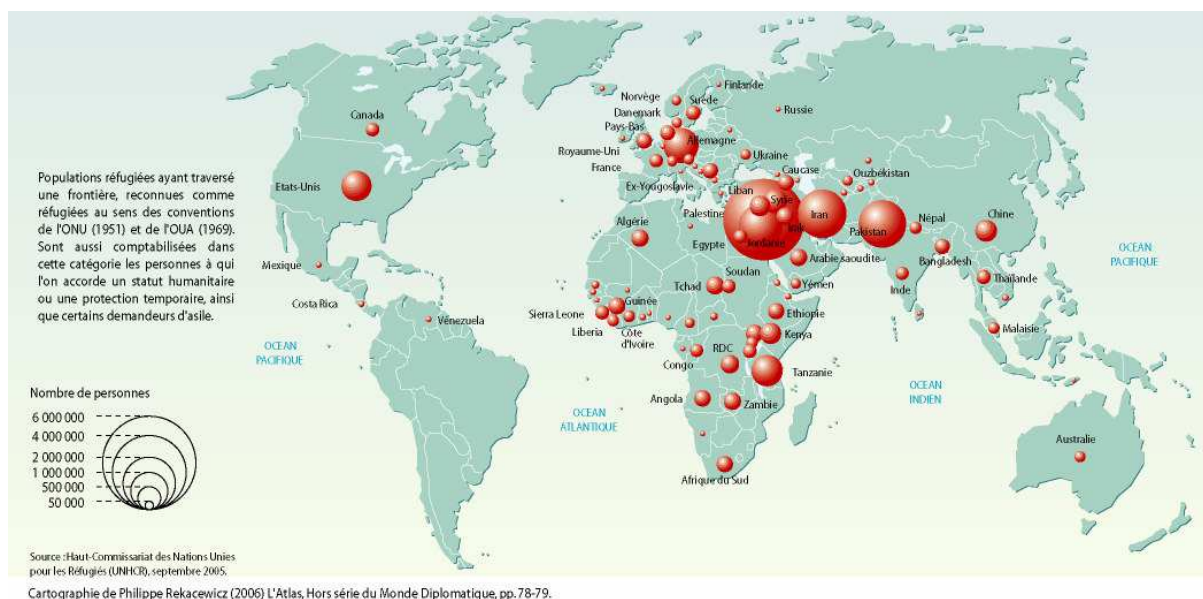 Populations réfugiées ayant traversé
une frontière, reconnues comme
réfugiées au sens des conventions
de l'ONU (1951) et de l'OUA (1969).
Sont aussi comptabilisées dans
cette catégorie les personnes à qui
l'on accorde un statut humanitaire
ou une protection temporaire, ainsi
que certains demandeurs d'asile.
Nombre de personnes
6 000 000
4 000 000
2 000 000
1 000 000
500 000
50 000
Canada
Etats-Unis
Mexique
Costa Rica
Vénezuela
OCEAN
PACIFIQUE
OCEAN
ATLANTIQUE
Finlande
Norvège
Suède
Danemark
Russie
Pays-Bas
Allemagne
Royaume-Uni
Ukraine
France
Caucase
Ouzbékistan
Ex-Yougoslavie
Liban
Syrie
Palestine
Irak
Iran
Pakistan
Népal
Chine
Algérie
Egypte
Jordanie
Arabie saoudite
Bangladesh
OCEAN
PACIFIQUE
Soudan
Tchad
Yémen
Inde
Thaïlande
Guinée
Sierra Leone
Liberia
Côte
d'Ivoire
Ethiopie
Kenya
Malaisie
RDC
Congo
Tanzanie
OCEAN
INDIEN
Angola
Zambie
Afrique du Sud
Australie
Source : Haut-Commissariat des Nations Unies
pour les Réfugiés (UNHCR), septembre 2005.
Cartographie de Philippe Rekacewicz (2006) L'Atlas, Hors série du Monde Diplomatique, pp. 78-79.